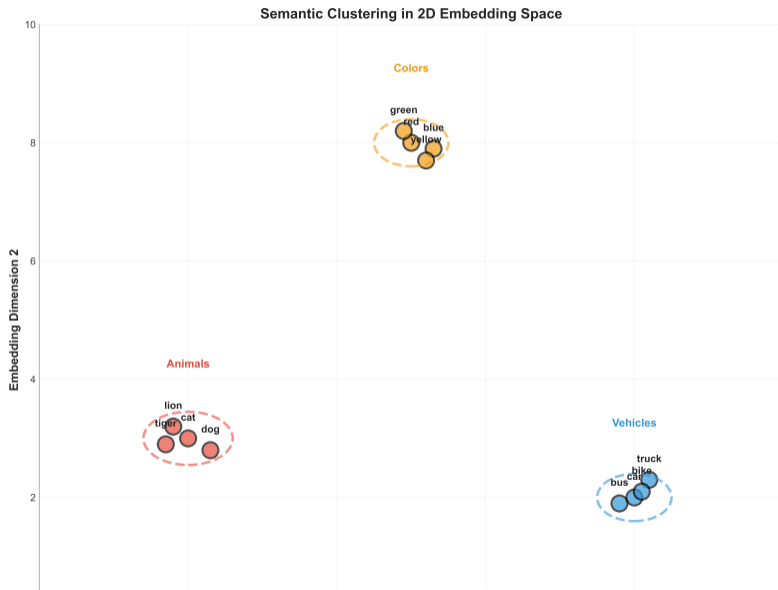 Semantic Clustering in 2D Embedding Space
10
Colors
green
red
blue
yellow
8
6
Embedding Dimension 2
Animals
4
lion
cat
tiger
dog
Vehicles
truck
bike
car
bus
2